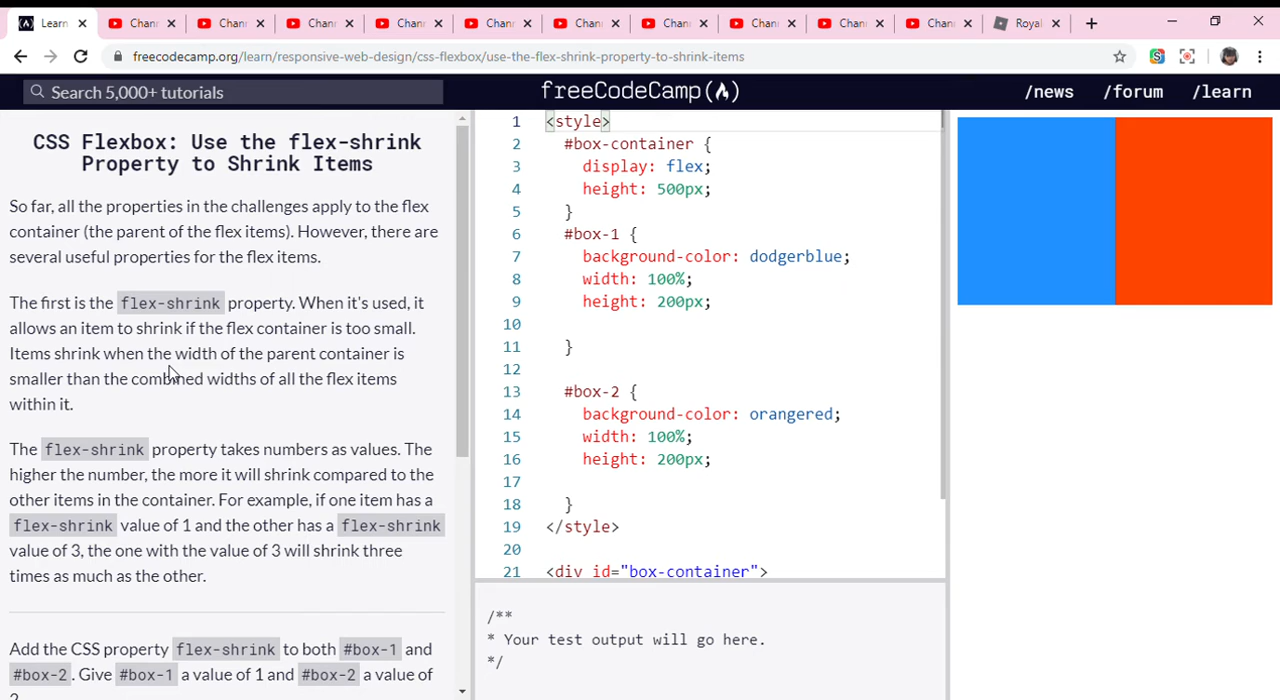 Learn Chann Chann Chann Chann Chann Chann Chann Chann Chann Chann Royal
freecodecamp.org/learn/responsive-web-design/css-flexbox/use-the-flex-shrink-property-to-shrink-items
Search 5,000+ tutorials
freeCodeCamp
/news /forum /learn
CSS Flexbox: Use the flex-shrink
Property to Shrink Items
So far, all the properties in the challenges apply to the flex
container (the parent of the flex items). However, there are
several useful properties for the flex items.
The first is the flex-shrink property. When it's used, it
allows an item to shrink if the flex container is too small.
Items shrink when the width of the parent container is
smaller than the combined widths of all the flex items
within it.
The flex-shrink property takes numbers as values. The
higher the number, the more it will shrink compared to the
other items in the container. For example, if one item has a
flex-shrink value of 1 and the other has a flex-shrink
value of 3, the one with the value of 3 will shrink three
times as much as the other.
Add the CSS property flex-shrink to both #box-1 and
#box-2. Give #box-1 a value of 1 and #box-2 a value of
1 <style>
2 #box-container {
3 display: flex;
4 height: 500px;
5 }
6 #box-1 {
7 background-color: dodgerblue;
8 width: 100%;
9 height: 200px;
10
11 }
12
13 #box-2 {
14 background-color: orangered;
15 width: 100%;
16 height: 200px;
17
18 }
19 </style>
20
21 <div id="box-container">
/**
* Your test output will go here.
*/